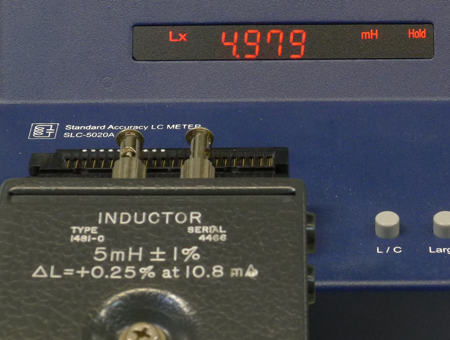 Lx 4.979 mH Hold
Standard Accuracy LC METER
SLC-5020A
INDUCTOR
TYPE SERIAL
1481-C 4466
5mH ± 1%
ΔL=+0.25% at 10.8 mA
L / C